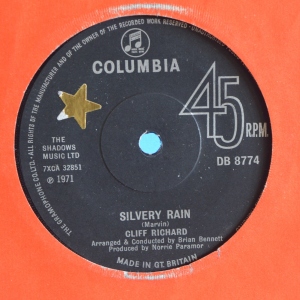 MANUFACTURER AND OF THE OWNER OF THE RECORDED WORK RESERVED
THE GRAMOPHONE CO. LTD. ALL RIGHTS OF THE
COLUMBIA
45
R.P.M.
THE
SHADOWS
MUSIC LTD
7XCA 32851
℗ 1971
DB 8774
SILVERY RAIN
(Marvin)
CLIFF RICHARD
Arranged & Conducted by Brian Bennett
Produced by Norrie Paramor
MADE IN GT. BRITAIN